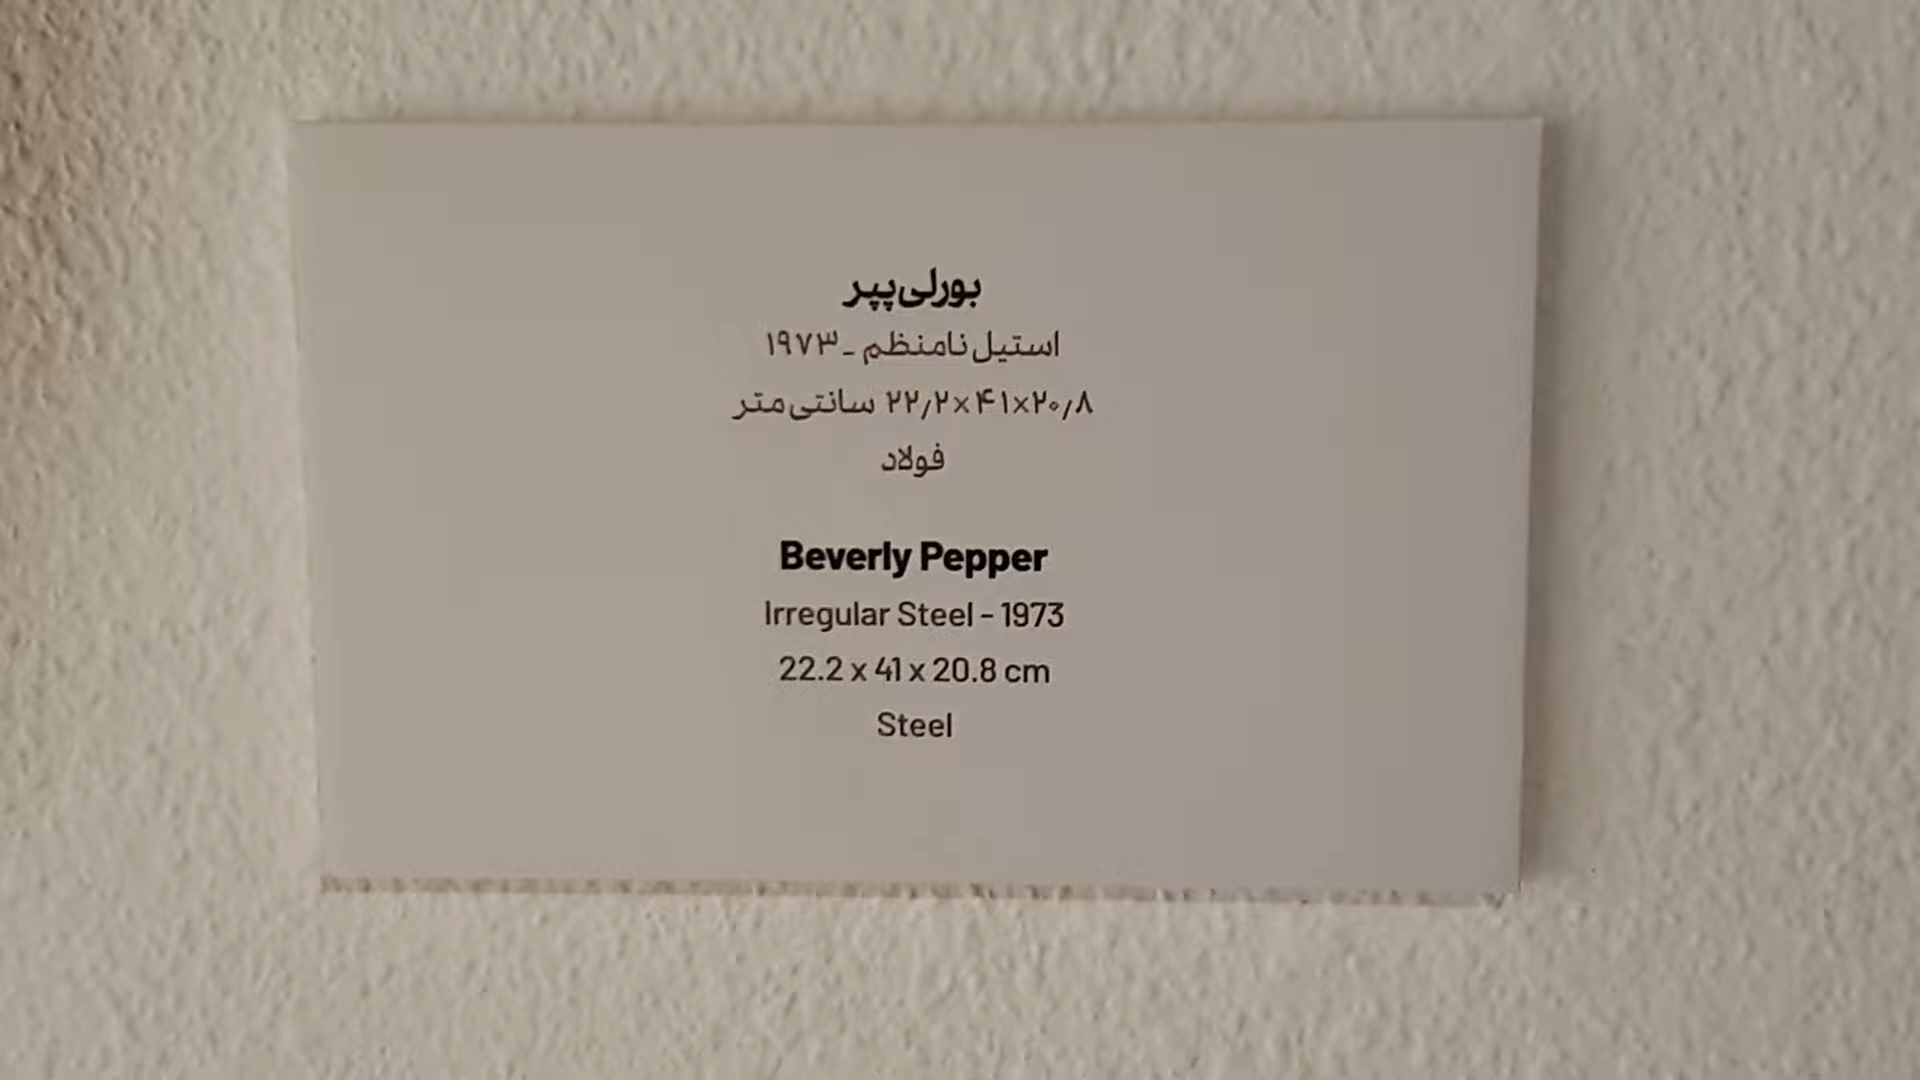 بورلی پپر
استیل نامنظم ـ ۱۹۷۳
۲۲٫۲×۴۱×۲۰٫۸ سانتی متر
فولاد
Beverly Pepper
Irregular Steel - 1973
22.2 x 41 x 20.8 cm
Steel